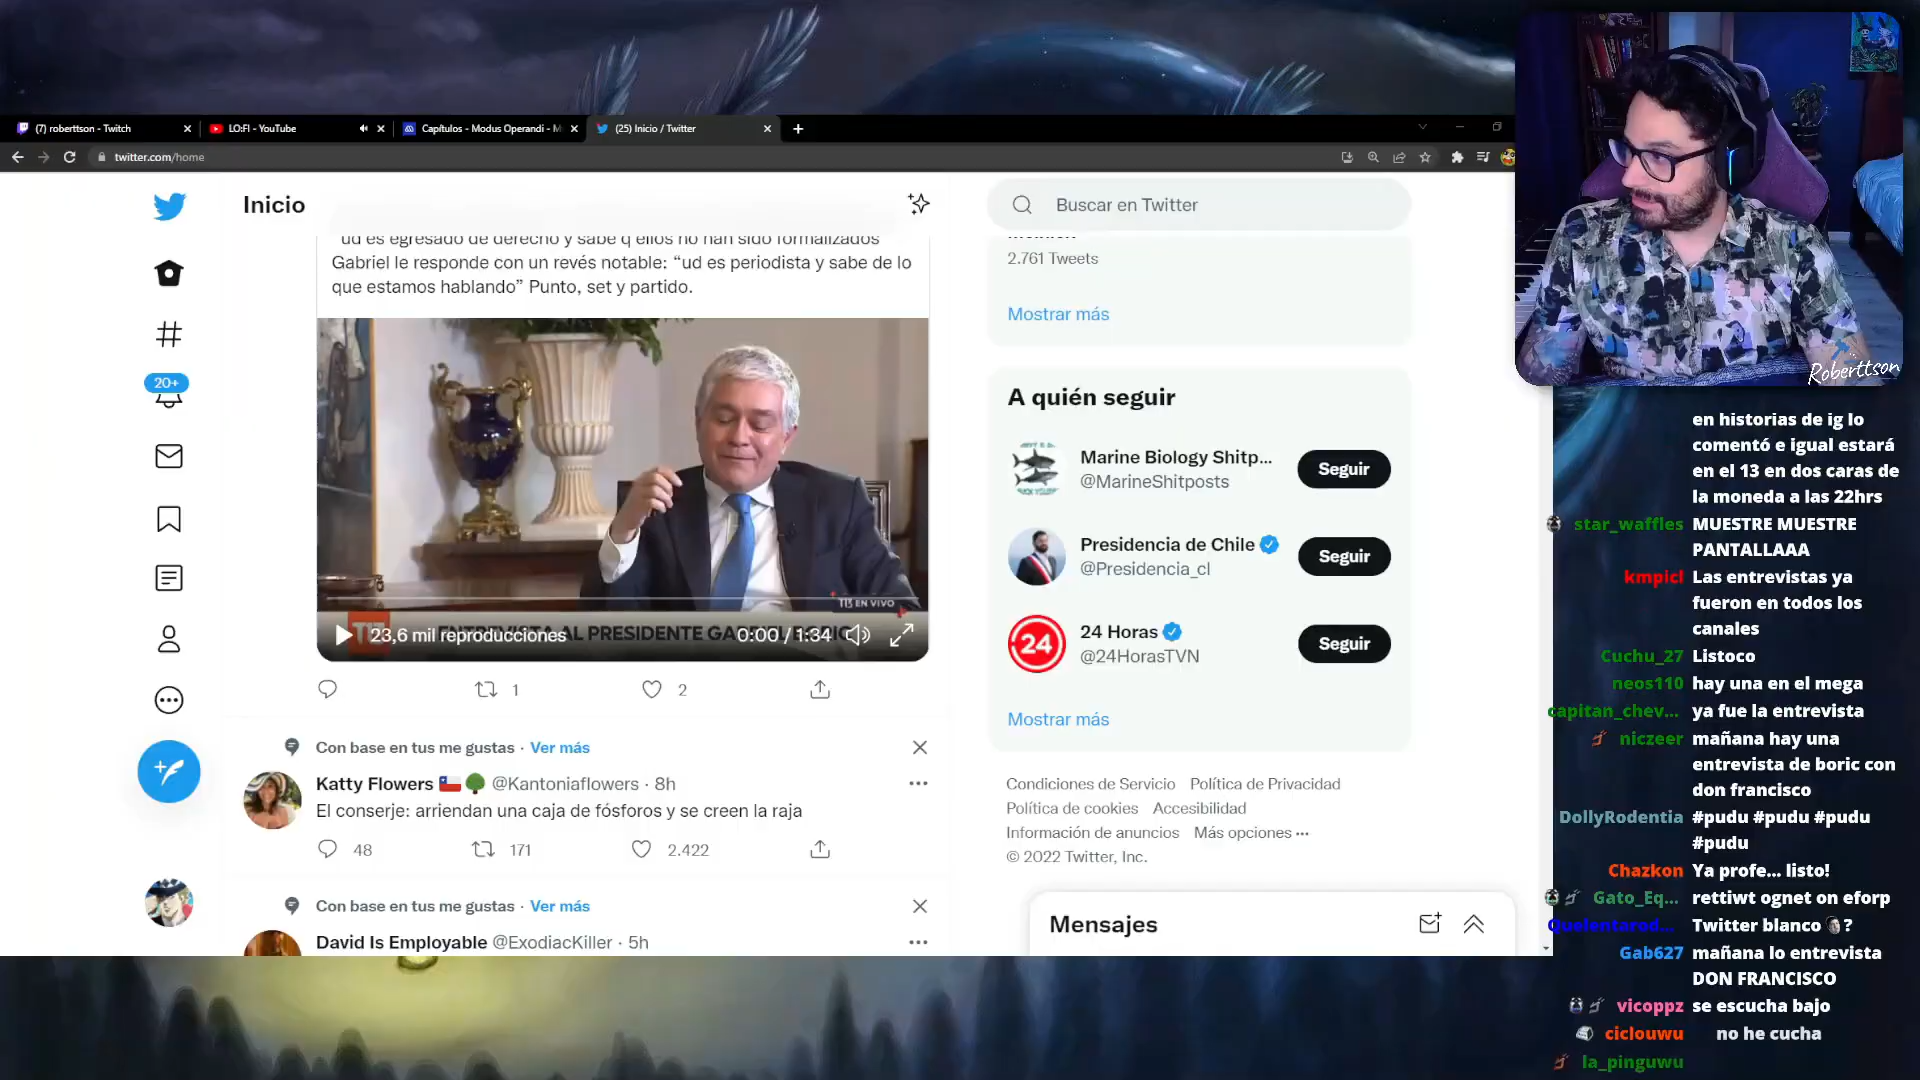 (7) roberttson - Twitch
LO:FI - YouTube
Capítulos - Modus Operandi - M
(25) Inicio / Twitter
twitter.com/home
Inicio
Buscar en Twitter
"ud es egresado de derecho y sabe q ellos no han sido formalizados
Gabriel le responde con un revés notable: “ud es periodista y sabe de lo
que estamos hablando” Punto, set y partido.
T13 EN VIVO
ENTREVISTA AL PRESIDENTE GABRIEL BORIC
23,6 mil reproducciones
0:00 / 1:34
1
2
20+
Con base en tus me gustas · Ver más
Katty Flowers @Kantoniaflowers · 8h
El conserje: arriendan una caja de fósforos y se creen la raja
48
171
2.422
Con base en tus me gustas · Ver más
David Is Employable @ExodiacKiller · 5h
2.761 Tweets
Mostrar más
A quién seguir
Marine Biology Shitp...
@MarineShitposts
Seguir
Presidencia de Chile
@Presidencia_cl
Seguir
24
24 Horas
@24HorasTVN
Seguir
Mostrar más
Condiciones de Servicio Política de Privacidad
Política de cookies Accesibilidad
Información de anuncios Más opciones ···
© 2022 Twitter, Inc.
Mensajes
Roberttson
en historias de ig lo
comentó e igual estará
en el 13 en dos caras de
la moneda a las 22hrs
star_waffles MUESTRE MUESTRE
PANTALLAAA
kmpicl Las entrevistas ya
fueron en todos los
canales
Cuchu_27 Listoco
neos110 hay una en el mega
capitan_chev... ya fue la entrevista
niczeer mañana hay una
entrevista de boric con
don francisco
DollyRodentia #pudu #pudu #pudu
#pudu
Chazkon Ya profe... listo!
Gato_Eq... rettiwt ognet on eforp
Quelentarod... Twitter blanco ?
Gab627 mañana lo entrevista
DON FRANCISCO
vicoppz se escucha bajo
ciclouwu no he cucha
la_pinguwu